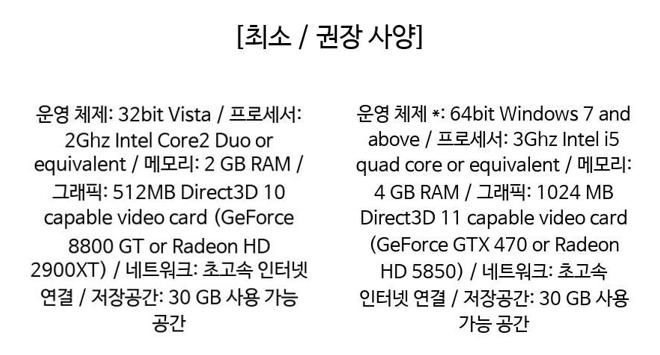 [최소 / 권장 사양]
운영 체제: 32bit Vista / 프로세서:
2Ghz Intel Core2 Duo or
equivalent / 메모리: 2 GB RAM /
그래픽: 512MB Direct3D 10
capable video card (GeForce
8800 GT or Radeon HD
2900XT) / 네트워크: 초고속 인터넷
연결 / 저장공간: 30 GB 사용 가능
공간
운영 체제 *: 64bit Windows 7 and
above / 프로세서: 3Ghz Intel i5
quad core or equivalent / 메모리:
4 GB RAM / 그래픽: 1024 MB
Direct3D 11 capable video card
(GeForce GTX 470 or Radeon
HD 5850) / 네트워크: 초고속
인터넷 연결 / 저장공간: 30 GB 사용
가능 공간